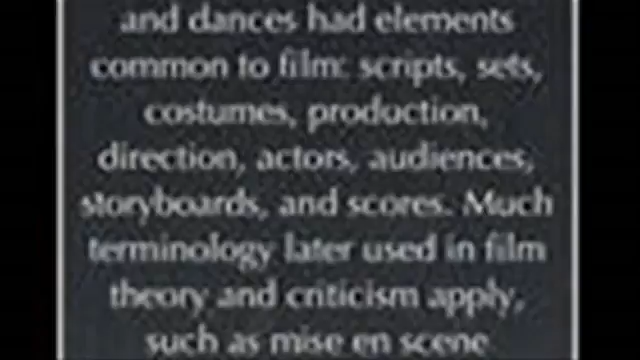 and dances had elements
common to film: scripts, sets,
costumes, production,
direction, actors, audiences,
storyboards, and scores. Much
terminology later used in film
theory and criticism apply,
such as mise en scene